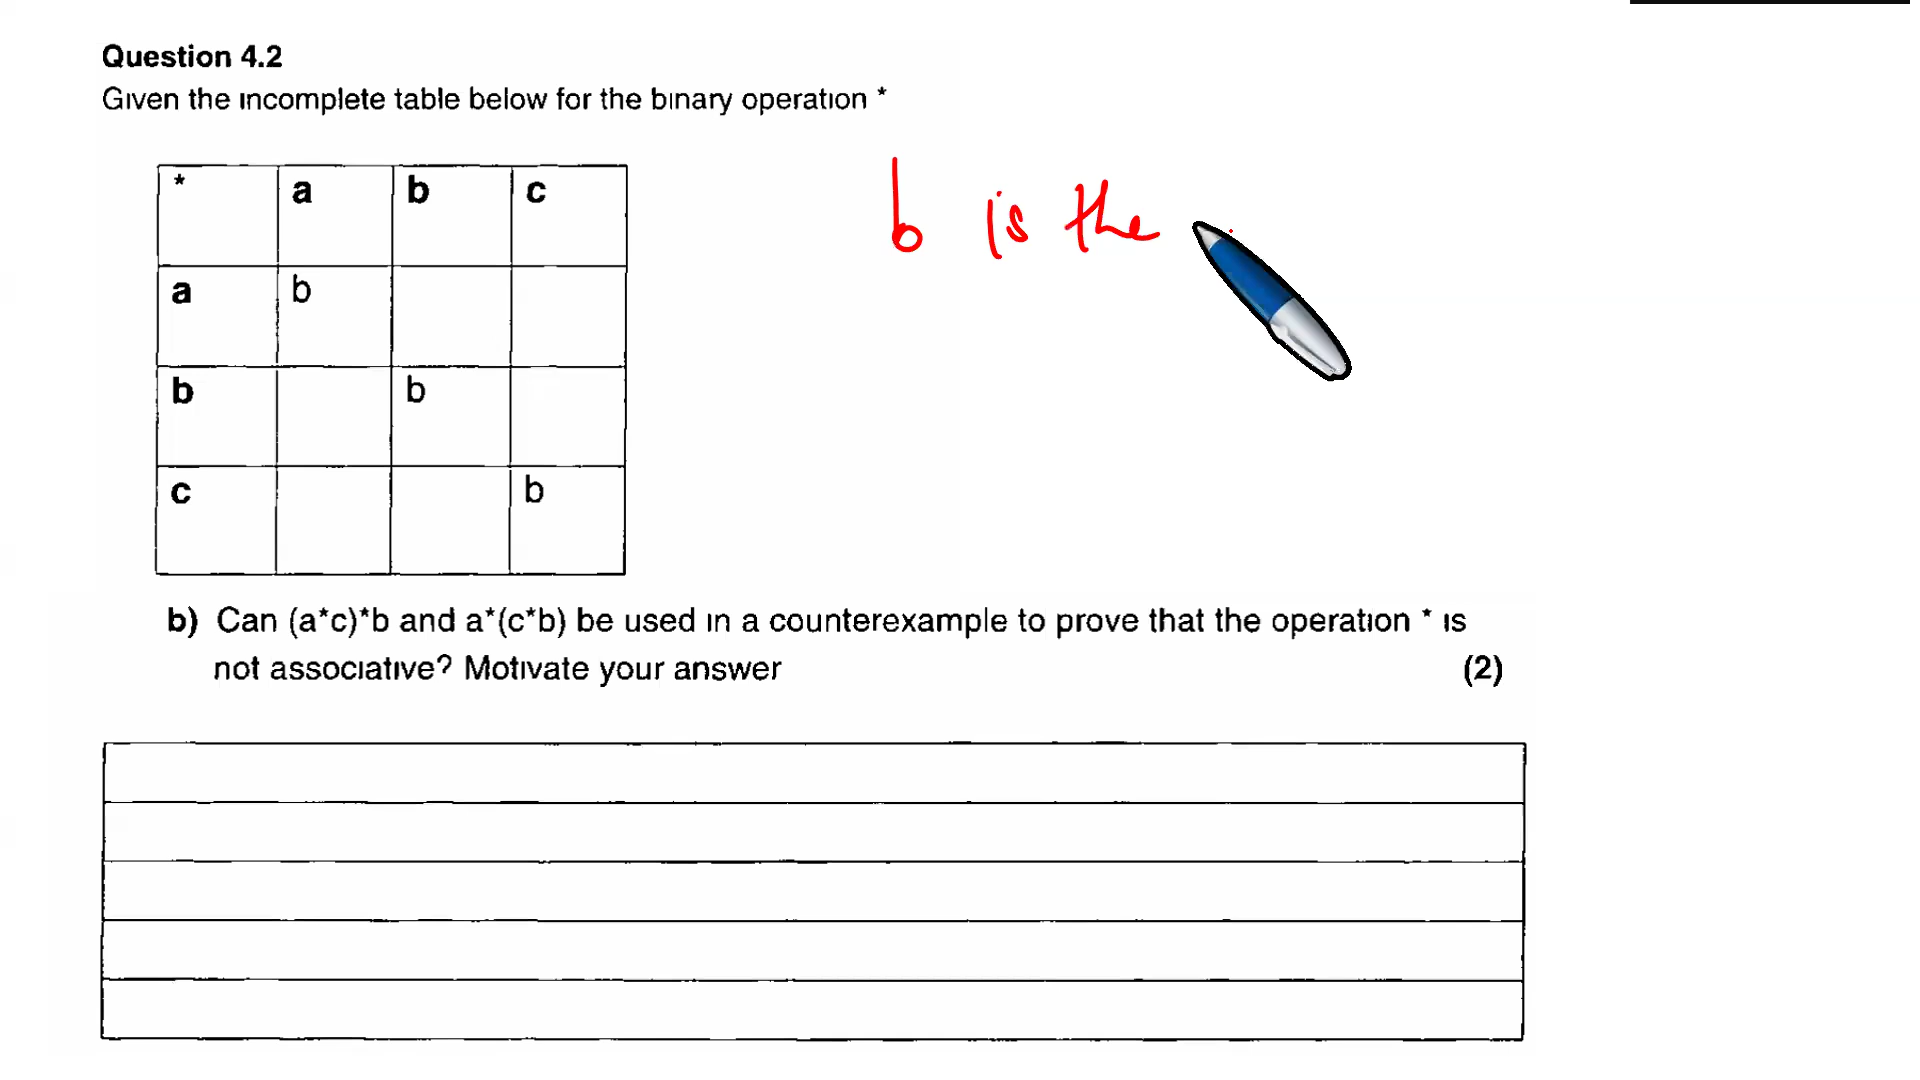 Question 4.2
Given the incomplete table below for the binary operation *
b is the
* a b c
a b
b b
c b
b) Can (a*c)*b and a*(c*b) be used in a counterexample to prove that the operation * is
not associative? Motivate your answer (2)